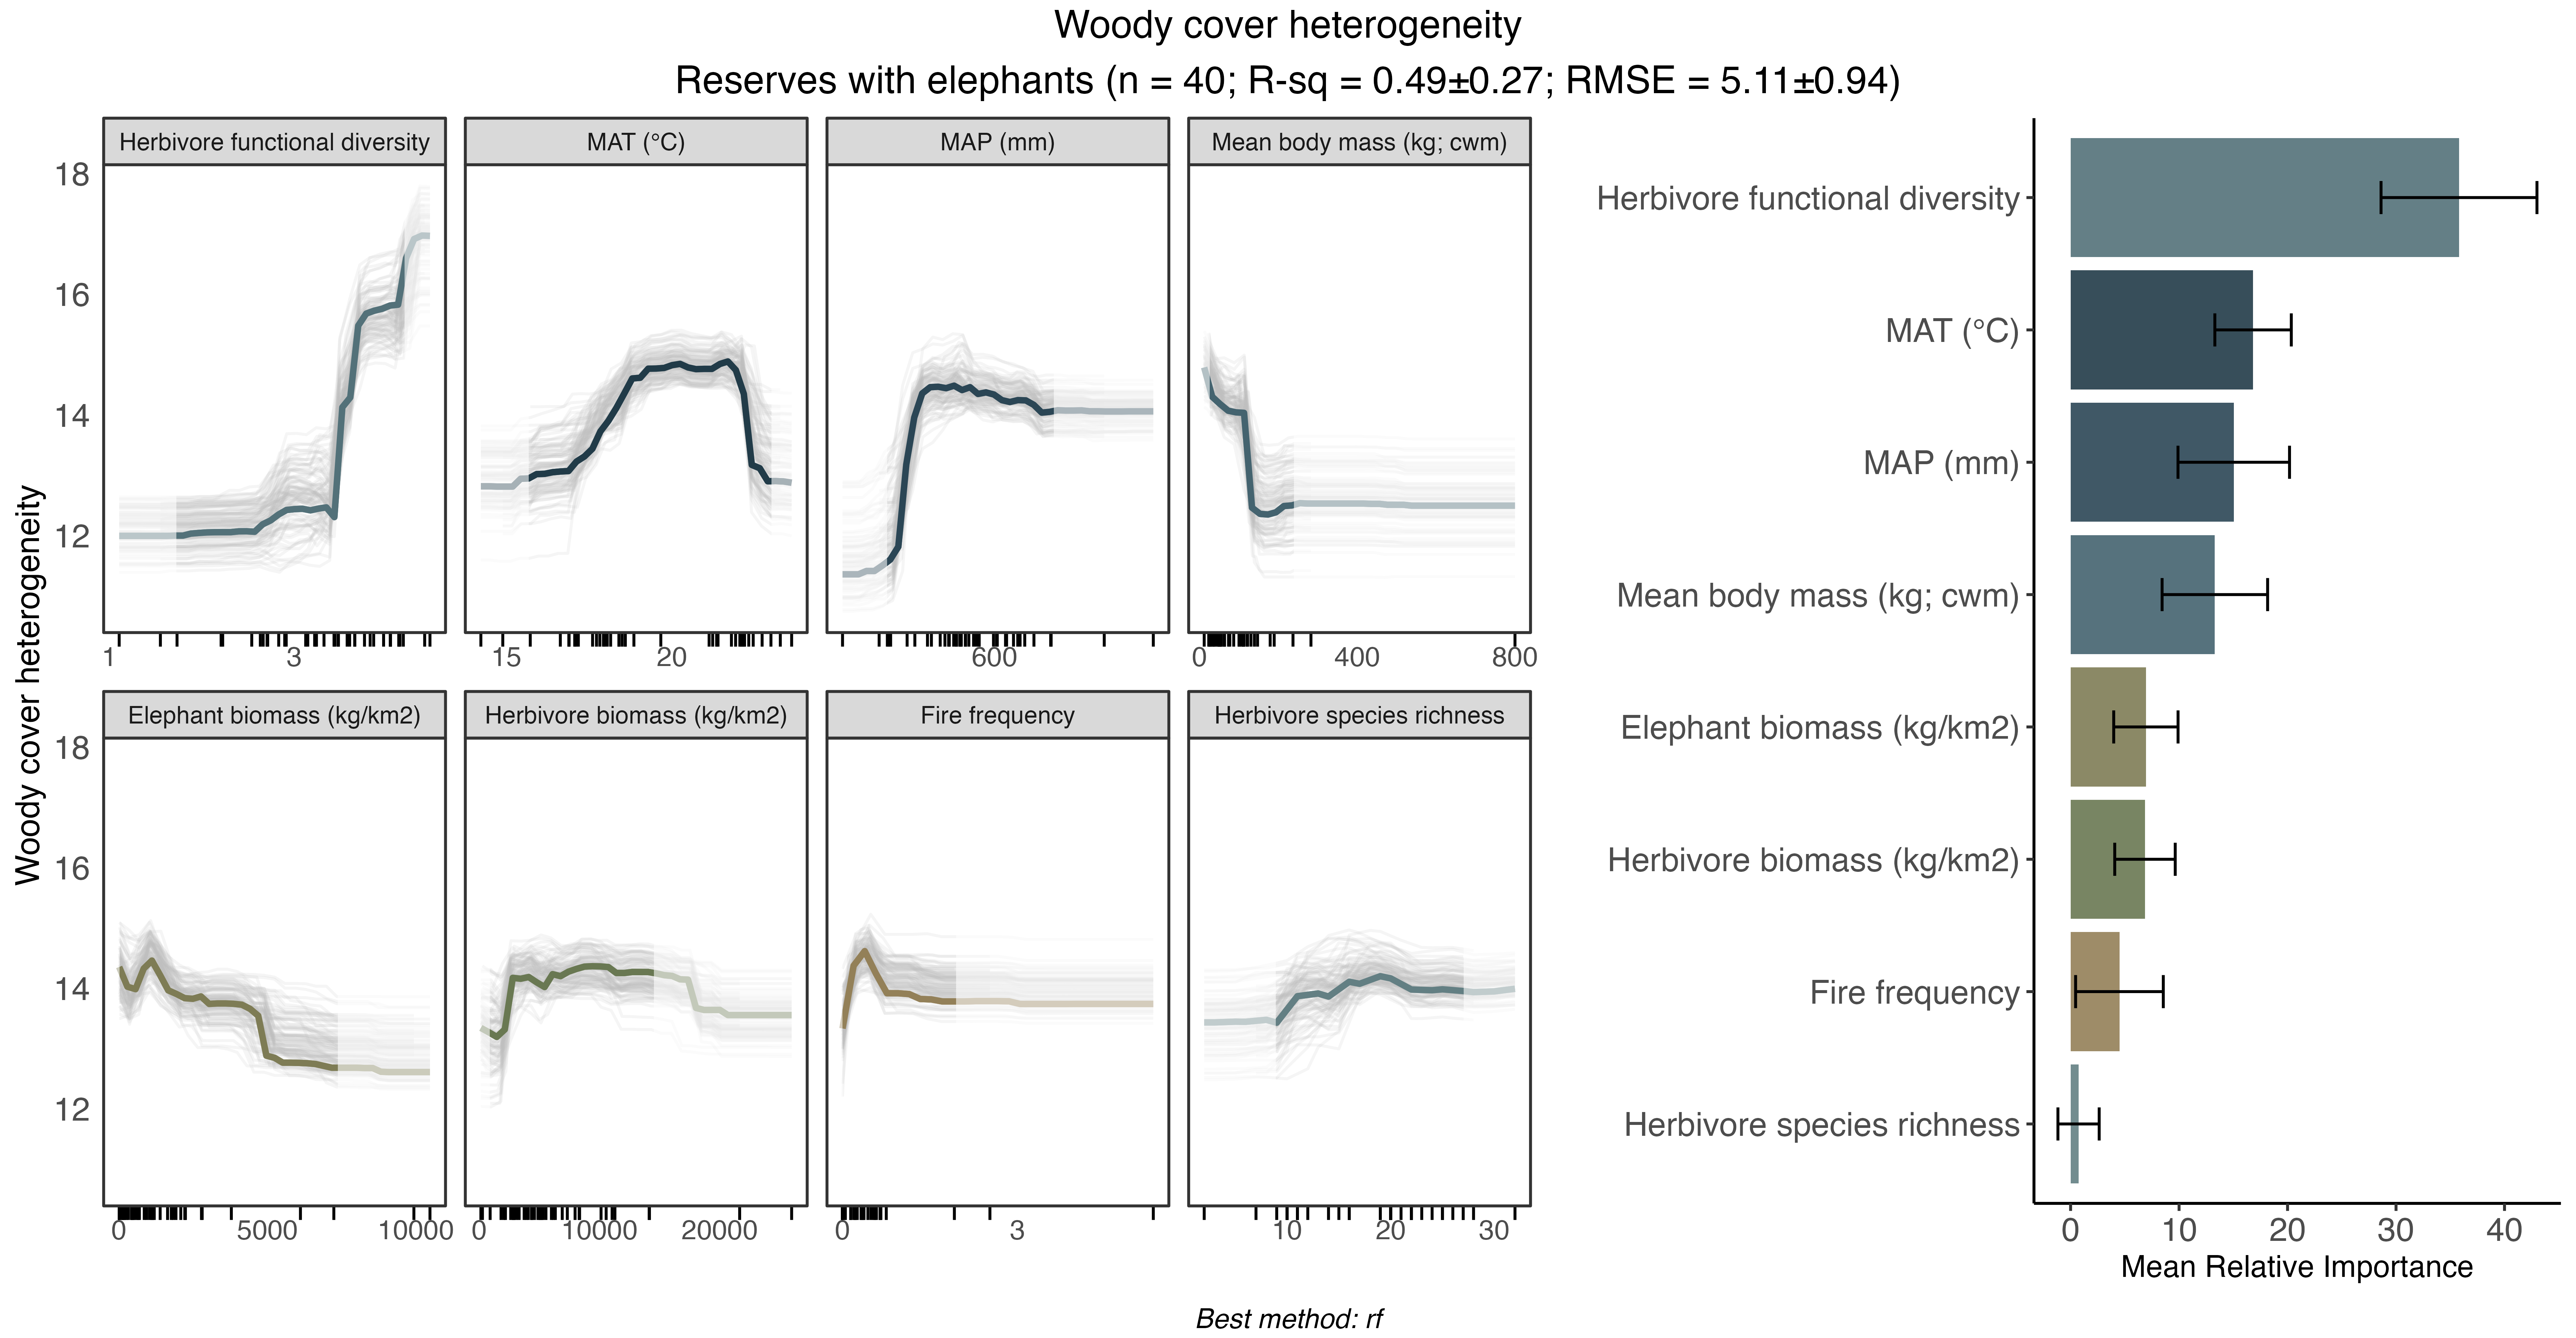 Woody cover heterogeneity
Reserves with elephants (n = 40; R-sq = 0.49±0.27; RMSE = 5.11±0.94)
Woody cover heterogeneity
Herbivore functional diversity
MAT (°C)
MAP (mm)
Mean body mass (kg; cwm)
18
16
14
12
1 3
15 20
600
0 400 800
Elephant biomass (kg/km2)
Herbivore biomass (kg/km2)
Fire frequency
Herbivore species richness
18
16
14
12
0 5000 10000
0 10000 20000
0 3
10 20 30
Herbivore functional diversity
MAT (°C)
MAP (mm)
Mean body mass (kg; cwm)
Elephant biomass (kg/km2)
Herbivore biomass (kg/km2)
Fire frequency
Herbivore species richness
0 10 20 30 40
Mean Relative Importance
Best method: rf